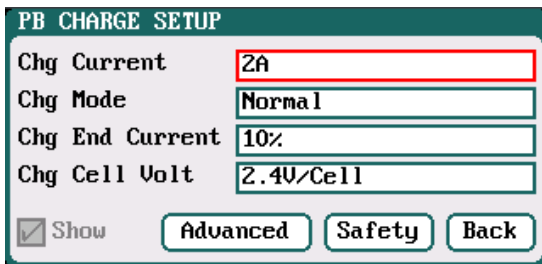 PB CHARGE SETUP
Chg Current 2A
Chg Mode Normal
Chg End Current 10%
Chg Cell Volt 2.4V/Cell
Show Advanced Safety Back